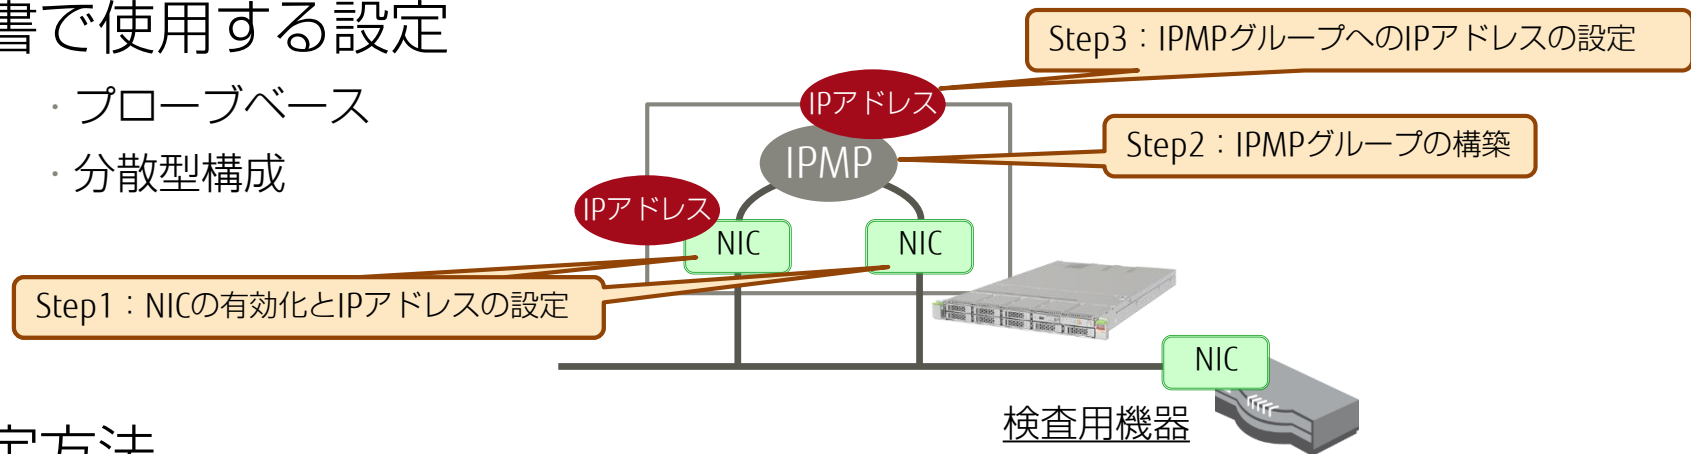 書で使用する設定
・プローブベース
・分散型構成
Step3：IPMPグループへのIPアドレスの設定
IPアドレス
Step2：IPMPグループの構築
IPMP
IPアドレス
NIC
NIC
Step1：NICの有効化とIPアドレスの設定
NIC
検査用機器
定方法